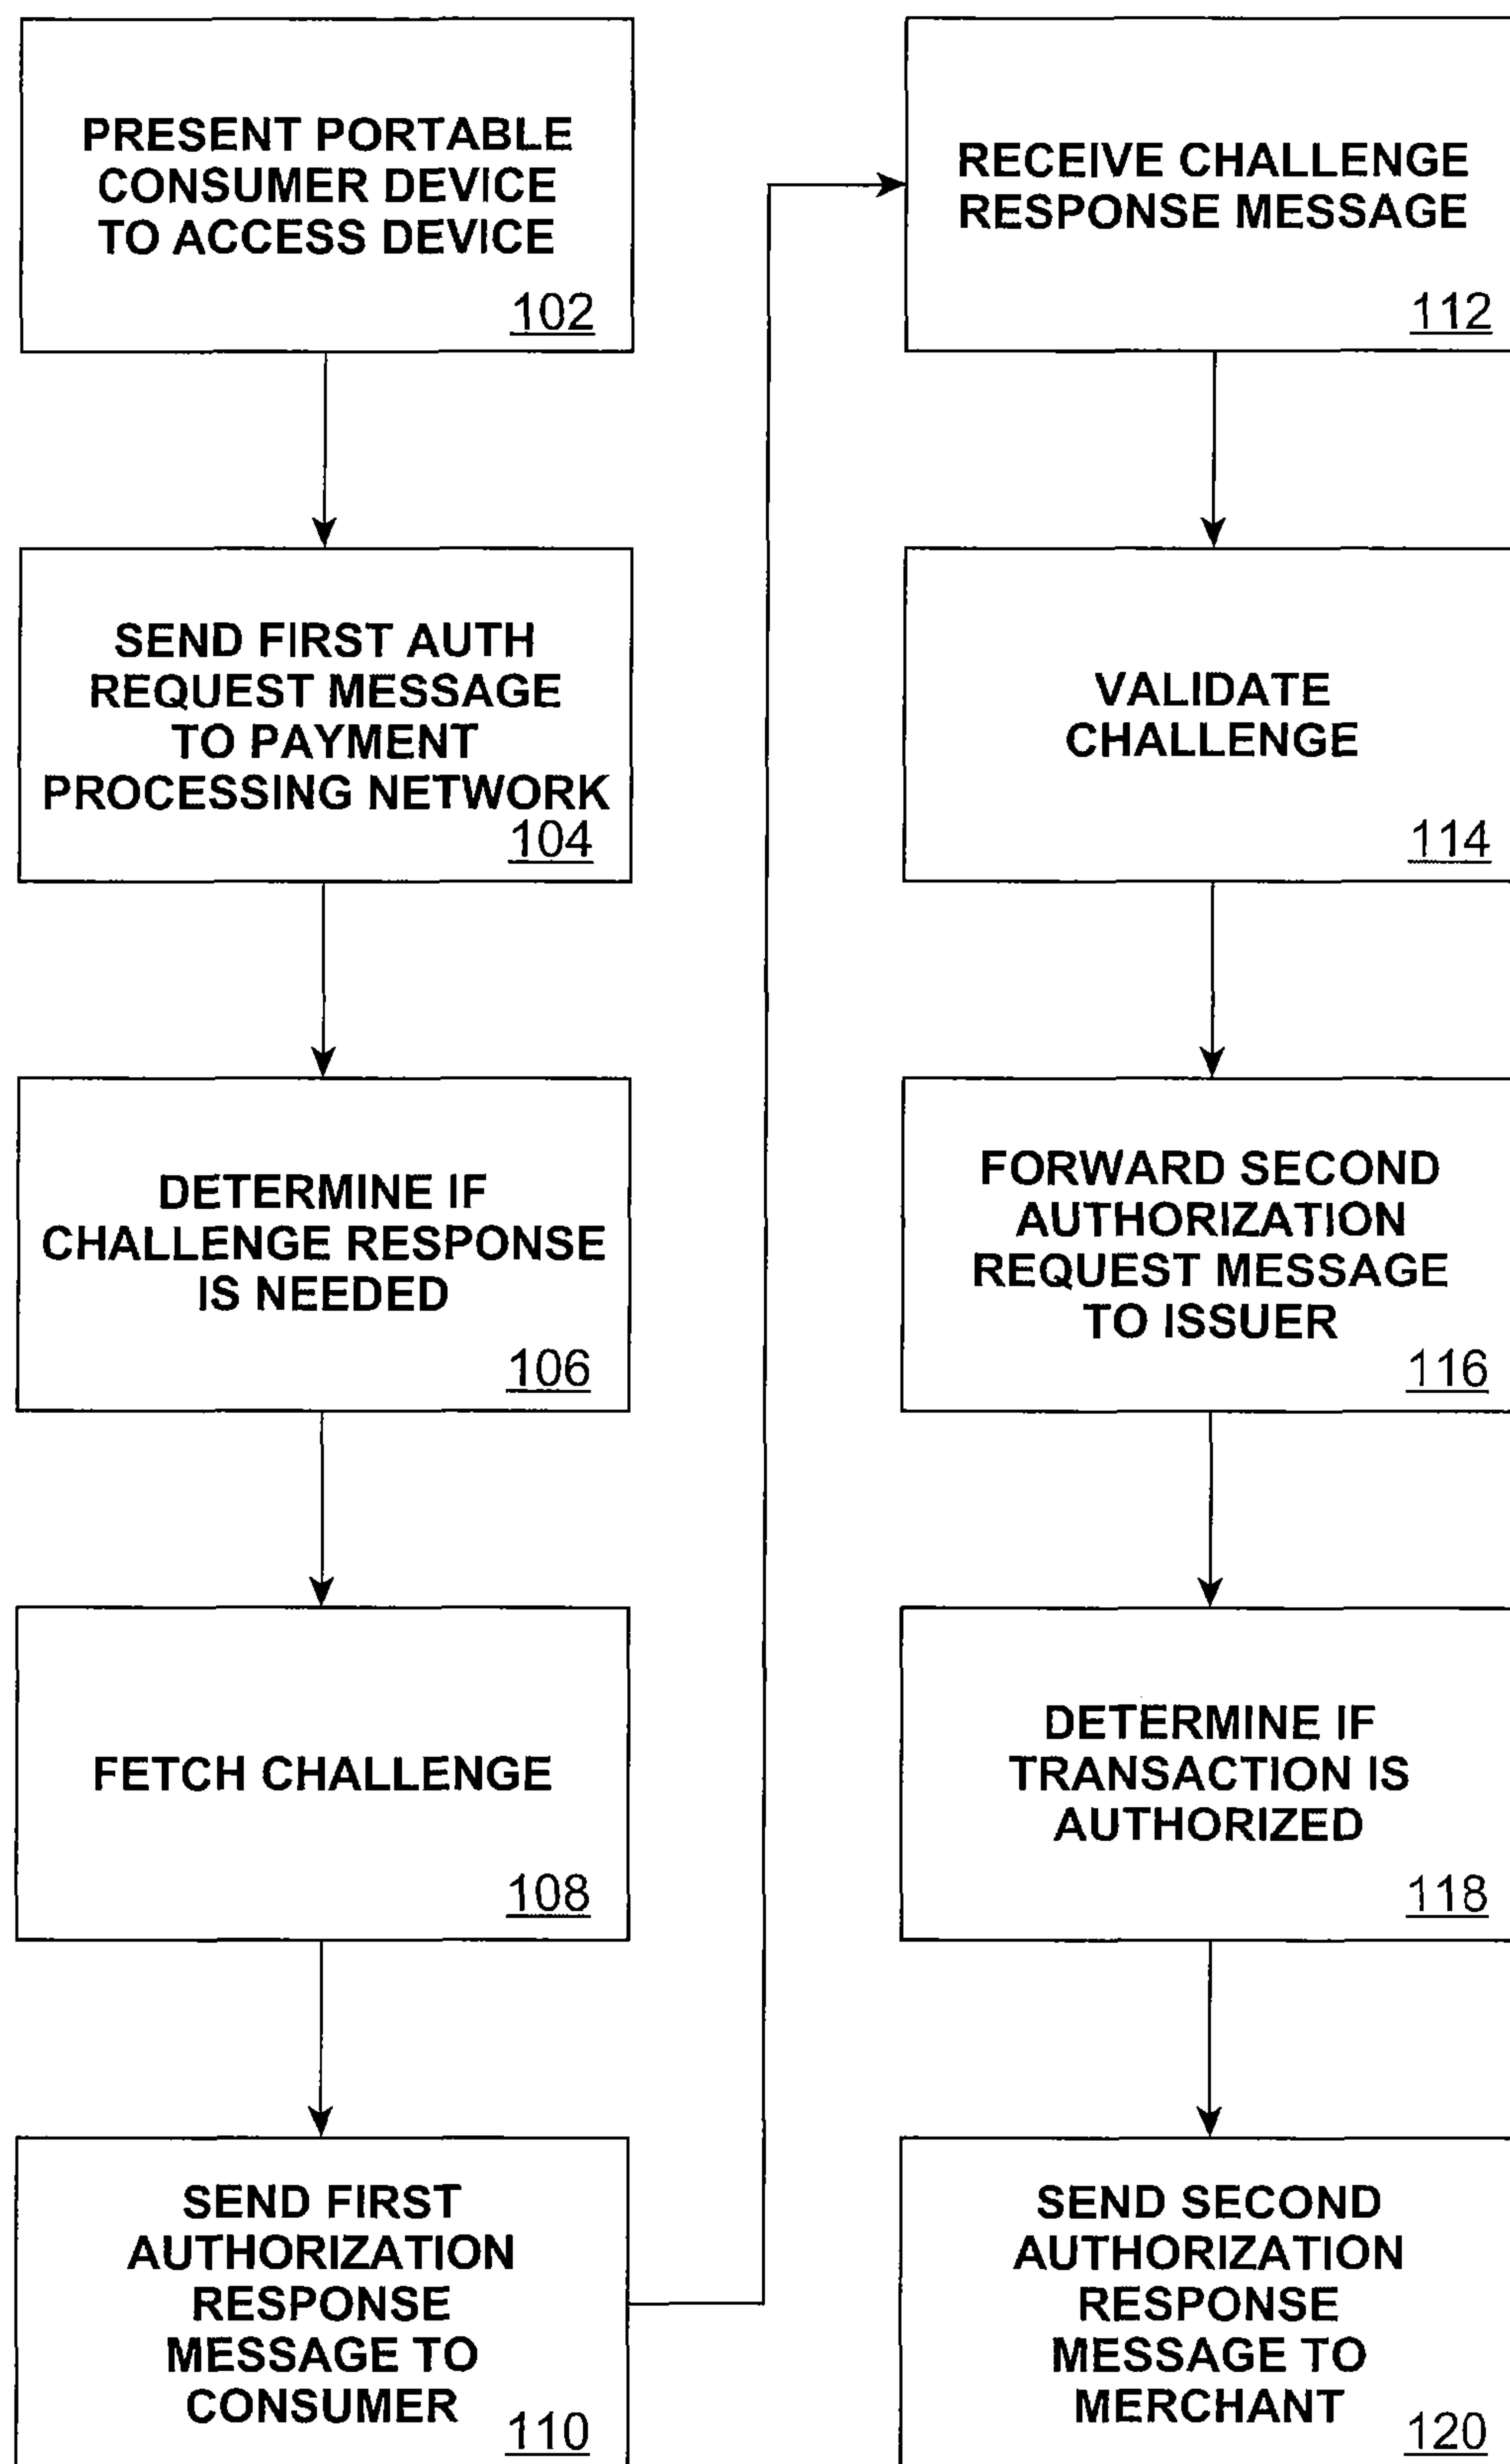 PRESENT PORTABLE
CONSUMER DEVICE
TO ACCESS DEVICE
102
SEND FIRST AUTH
REQUEST MESSAGE
TO PAYMENT
PROCESSING NETWORK
104
DETERMINE IF
CHALLENGE RESPONSE
IS NEEDED
106
FETCH CHALLENGE
108
SEND FIRST
AUTHORIZATION
RESPONSE
MESSAGE TO
CONSUMER
110
RECEIVE CHALLENGE
RESPONSE MESSAGE
112
VALIDATE
CHALLENGE
114
FORWARD SECOND
AUTHORIZATION
REQUEST MESSAGE
TO ISSUER
116
DETERMINE IF
TRANSACTION IS
AUTHORIZED
118
SEND SECOND
AUTHORIZATION
RESPONSE
MESSAGE TO
MERCHANT
120